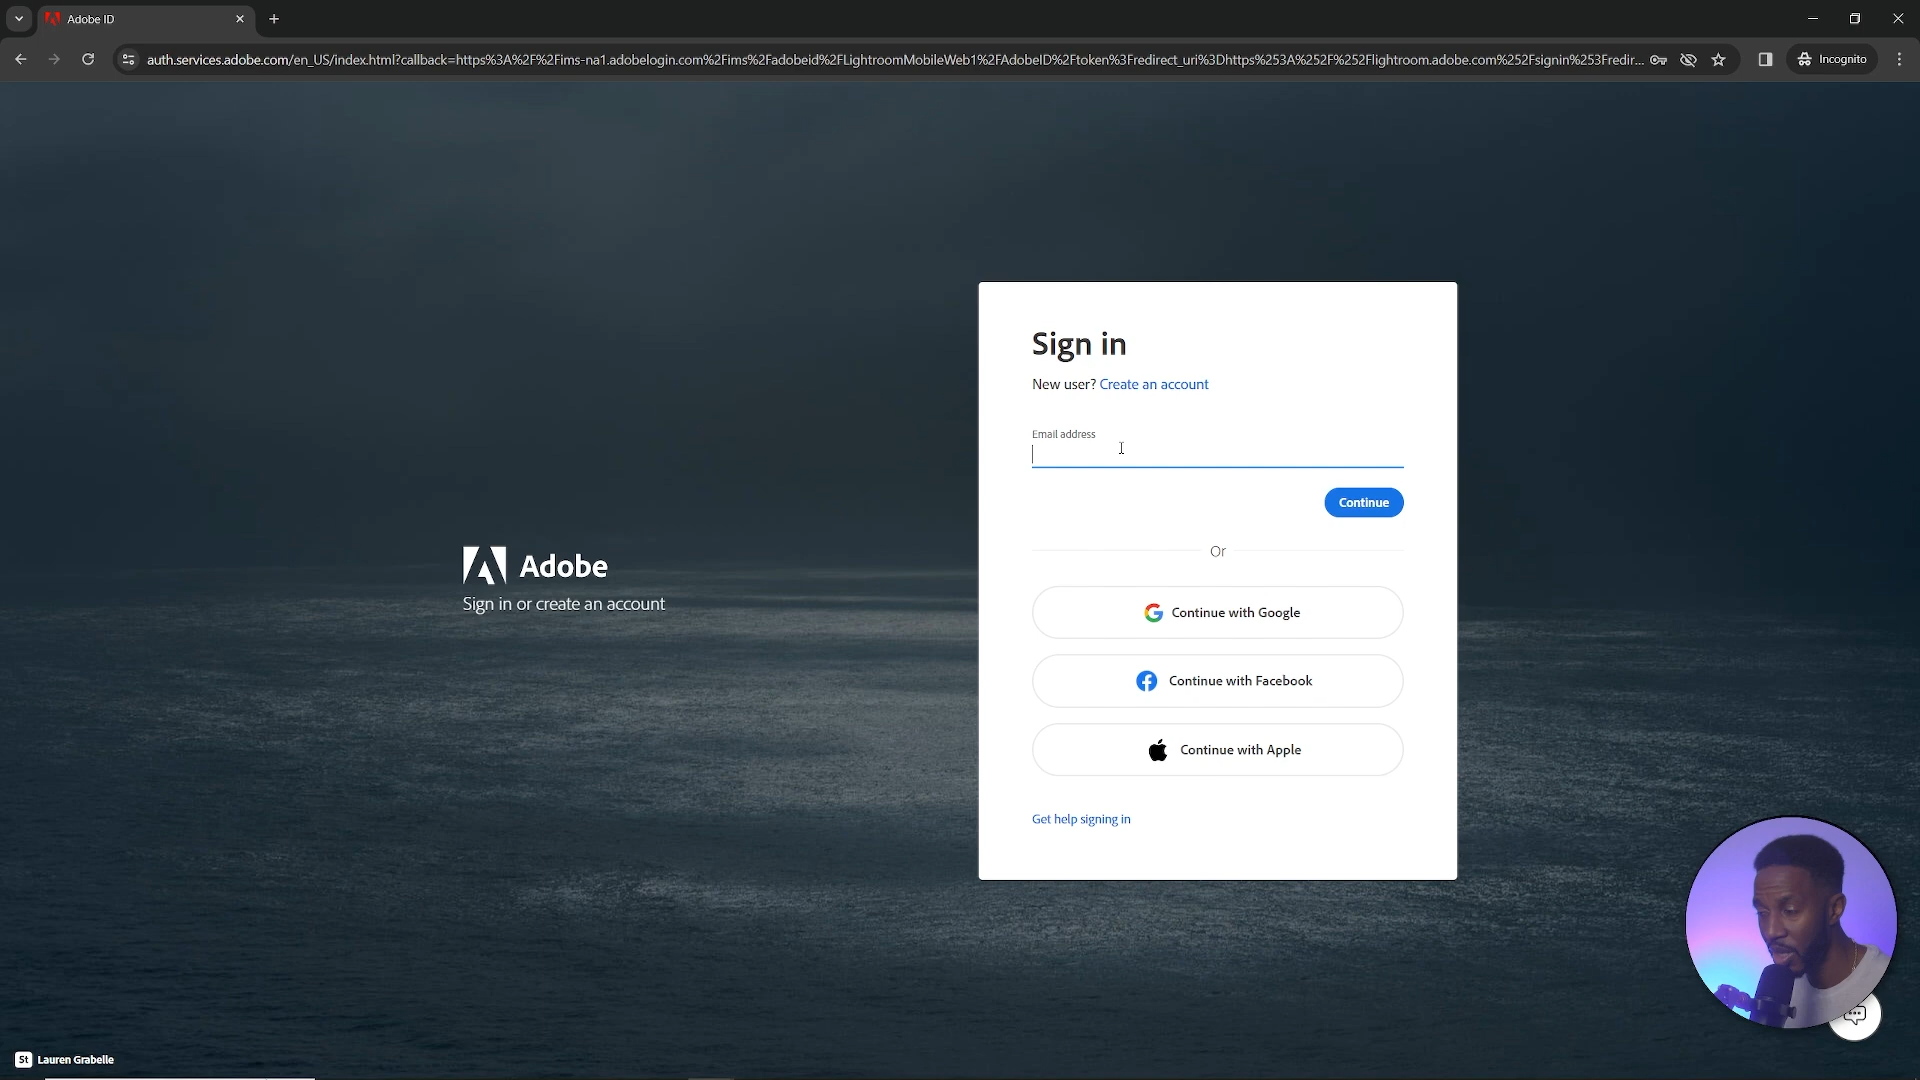 Adobe ID
auth.services.adobe.com/en_US/index.html?callback=https%3A%2F%2Fims-na1.adobelogin.com%2Fims%2Fadobeid%2FLightroomMobileWeb1%2FAdobeID%2Ftoken%3Fredirect_uri%3Dhttps%253A%252F%252Flightroom.adobe.com%252Fsignin%253Fredir...
Incognito
Sign in
New user? Create an account
Email address
Continue
Or
Adobe
Sign in or create an account
Continue with Google
Continue with Facebook
Continue with Apple
Get help signing in
St Lauren Grabelle